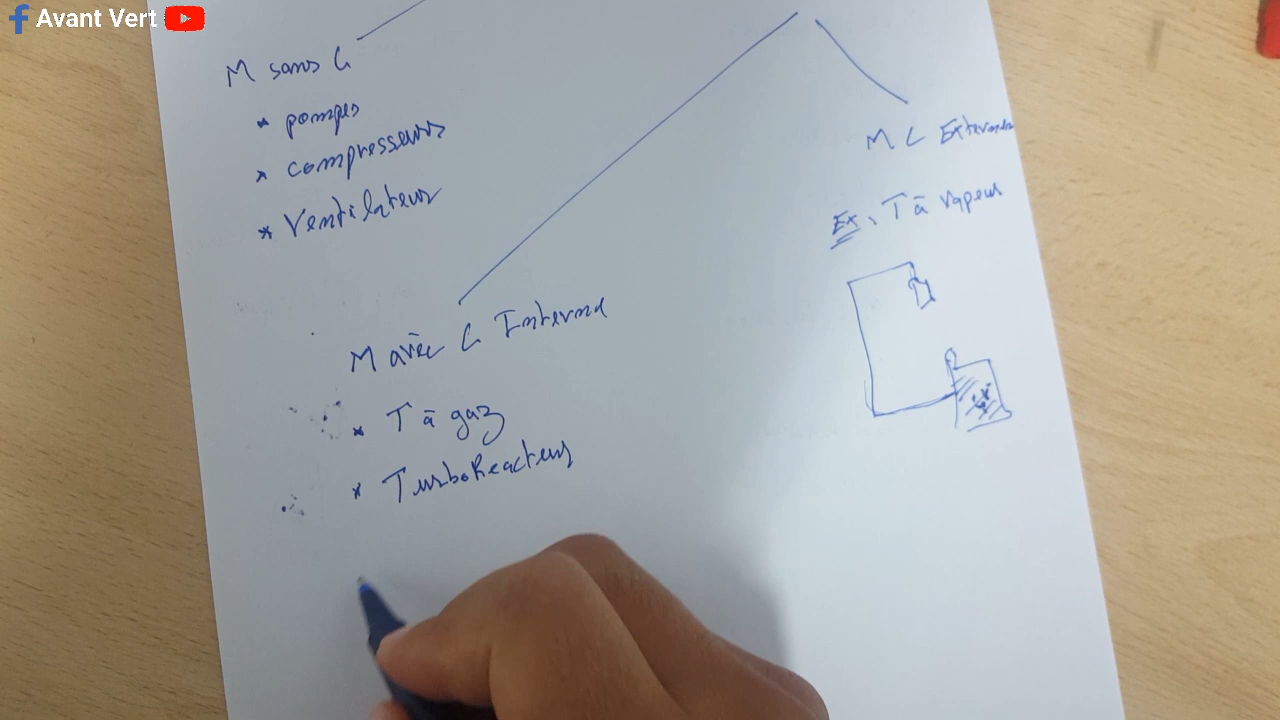 Avant Vert
M sans C
* pompes
* compresseurs
* Ventilateur
M C Externe
Ex. T à vapeur
M avec C Interne
* T à gaz
* TurboReacteur